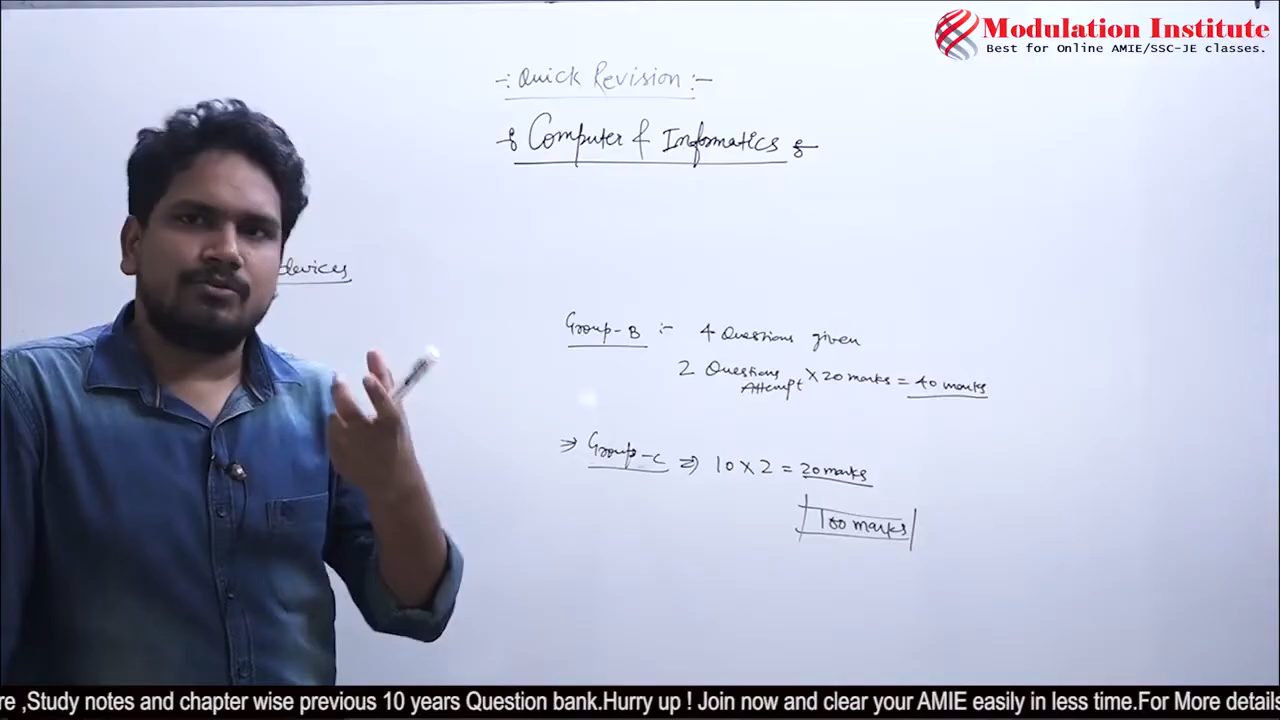 Modulation Institute
Best for Online AMIE/SSC-JE classes.
-: Quick Revision :-
Computer & Informatics
devices
Group-B :- 4 Questions given
2 Questions Attempt × 20 marks = 40 marks
⇒ Group-C ⇒ 10 × 2 = 20 marks
100 marks
re ,Study notes and chapter wise previous 10 years Question bank.Hurry up ! Join now and clear your AMIE easily in less time.For More details